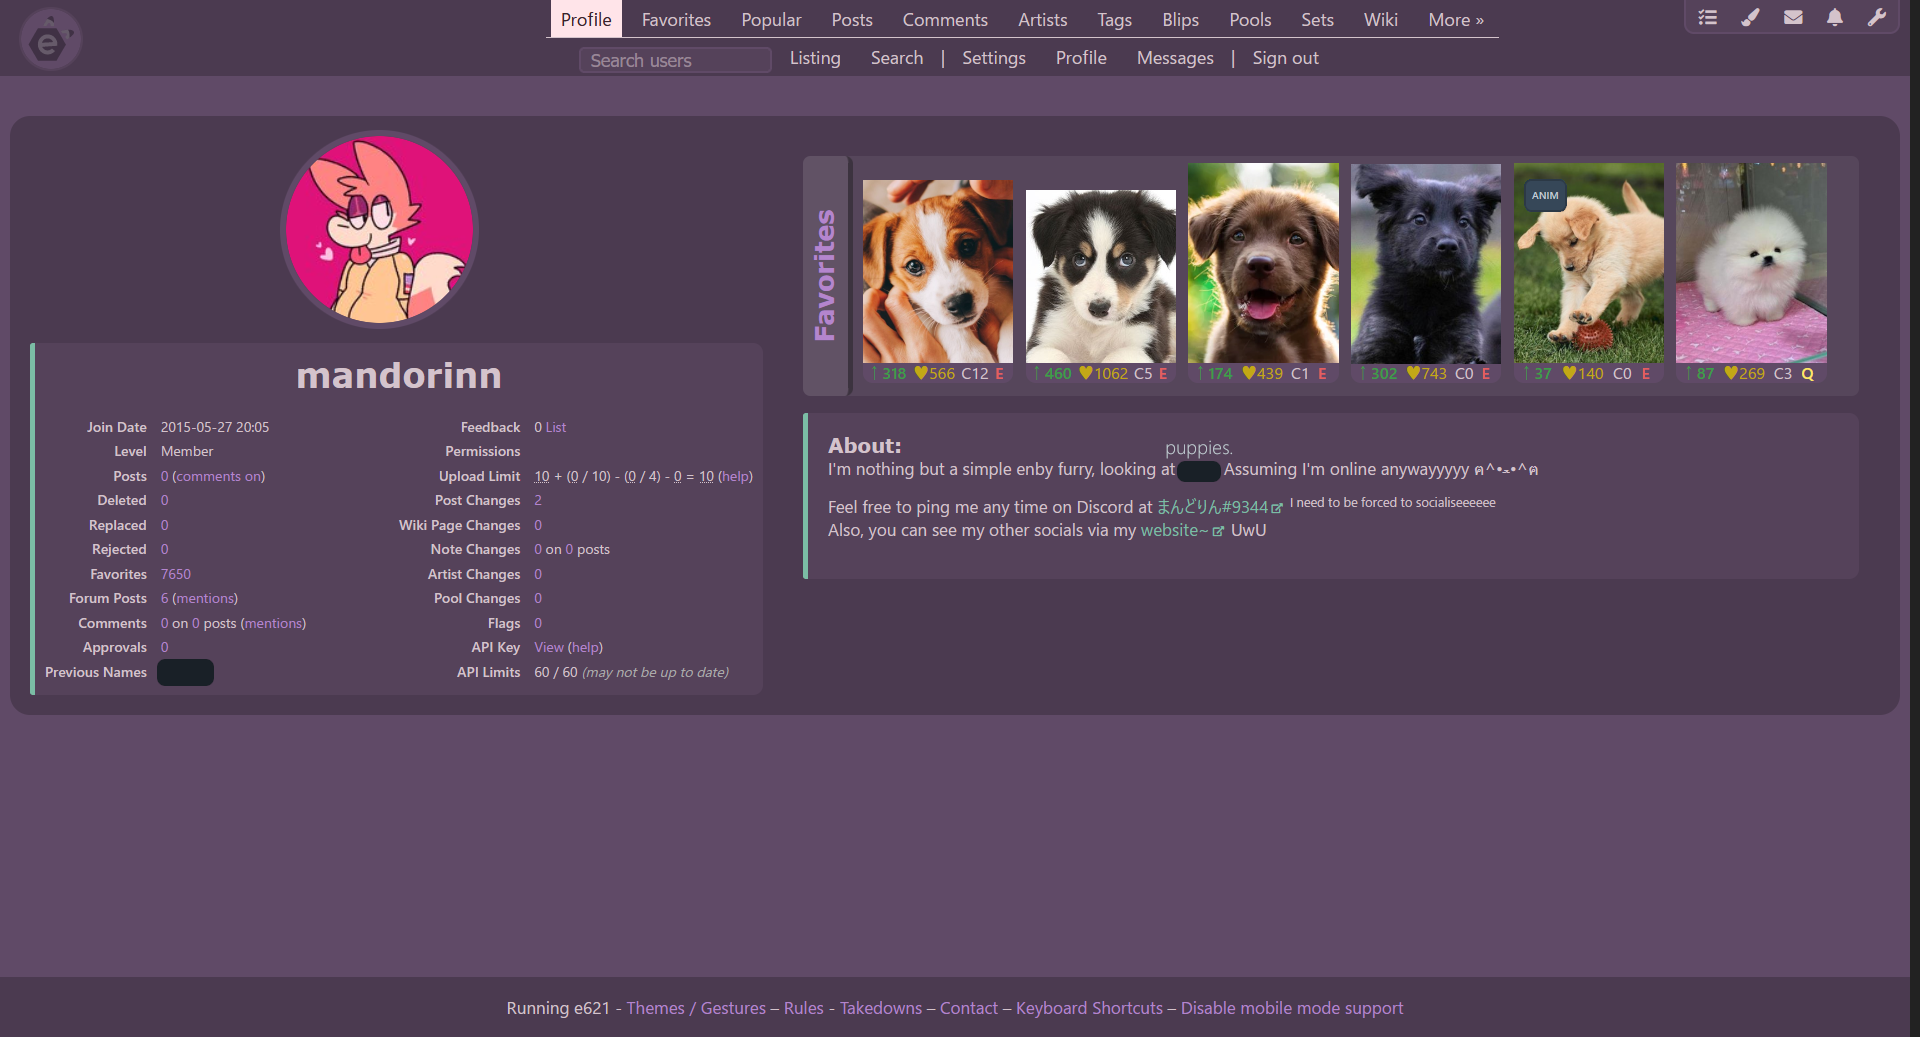 e
Profile Favorites Popular Posts Comments Artists Tags Blips Pools Sets Wiki More »
Search users Listing Search | Settings Profile Messages | Sign out
mandorinn
Join Date 2015-05-27 20:05
Level Member
Posts 0 (comments on)
Deleted 0
Replaced 0
Rejected 0
Favorites 7650
Forum Posts 6 (mentions)
Comments 0 on 0 posts (mentions)
Approvals 0
Previous Names
Feedback 0 List
Permissions
Upload Limit 10 + (0 / 10) - (0 / 4) - 0 = 10 (help)
Post Changes 2
Wiki Page Changes 0
Note Changes 0 on 0 posts
Artist Changes 0
Pool Changes 0
Flags 0
API Key View (help)
API Limits 60 / 60 (may not be up to date)
Favorites
ANIM
↑318 ♥566 C12 E
↑460 ♥1062 C5 E
↑174 ♥439 C1 E
↑302 ♥743 C0 E
↑37 ♥140 C0 E
↑87 ♥269 C3 Q
About:
puppies.
I'm nothing but a simple enby furry, looking at Assuming I'm online anywayyyyy ฅ^•ﻌ•^ฅ
Feel free to ping me any time on Discord at まんどりん#9344 I need to be forced to socialiseeeeee
Also, you can see my other socials via my website~ UwU
Running e621 - Themes / Gestures – Rules - Takedowns – Contact – Keyboard Shortcuts – Disable mobile mode support